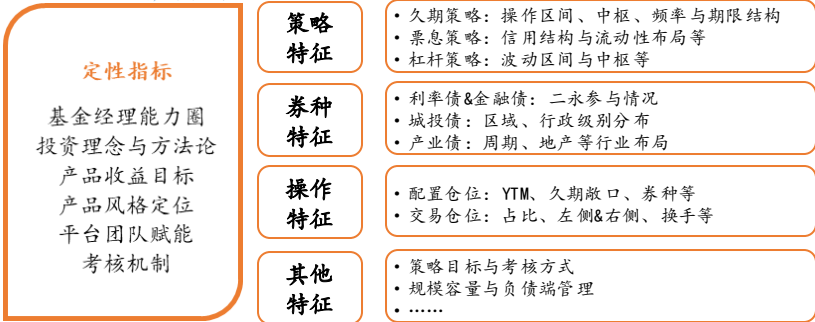 定性指标
基金经理能力圈
投资理念与方法论
产品收益目标
产品风格定位
平台团队赋能
考核机制
策略
特征
• 久期策略：操作区间、中枢、频率与期限结构
• 票息策略：信用结构与流动性布局等
• 杠杆策略：波动区间与中枢等
券种
特征
• 利率债&金融债：二永参与情况
• 城投债：区域、行政级别分布
• 产业债：周期、地产等行业布局
操作
特征
• 配置仓位：YTM、久期敞口、券种等
• 交易仓位：占比、左侧&右侧、换手等
其他
特征
• 策略目标与考核方式
• 规模容量与负债端管理
• ……